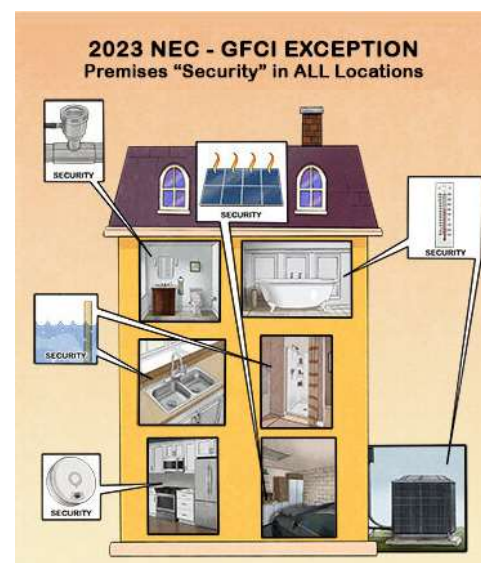 2023 NEC - GFCI EXCEPTION
Premises “Security” in ALL Locations
SECURITY
SECURITY
SECURITY
SECURITY
SECURITY